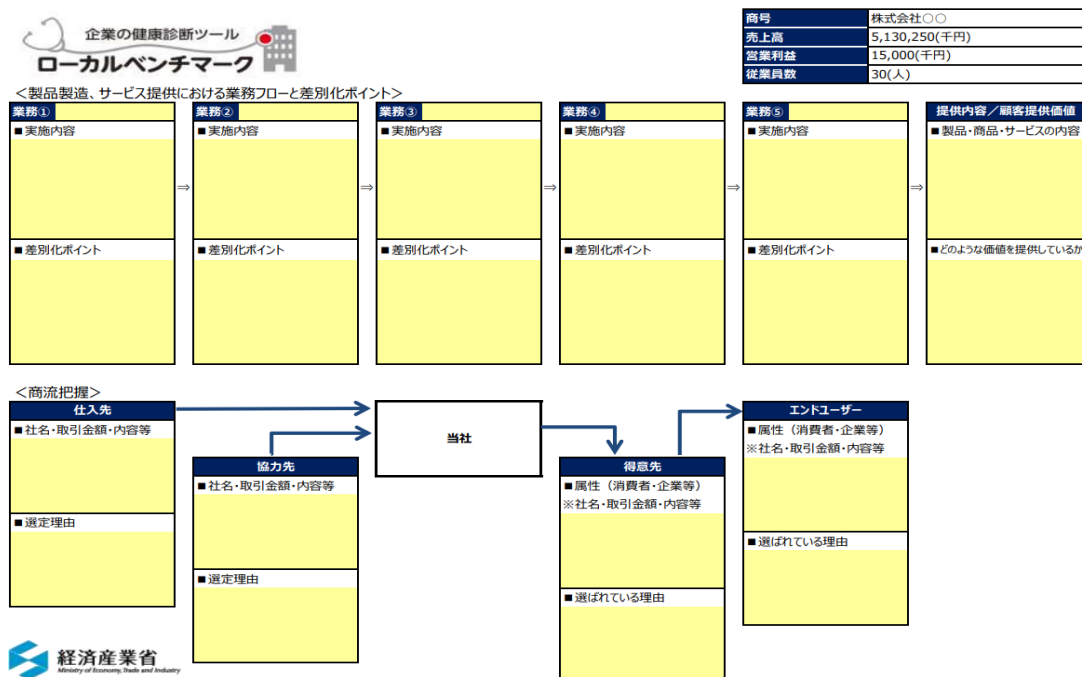 企業の健康診断ツール
ローカルベンチマーク
商号 株式会社○○
売上高 5,130,250(千円)
営業利益 15,000(千円)
従業員数 30(人)
＜製品製造、サービス提供における業務フローと差別化ポイント＞
業務① 業務② 業務③ 業務④ 業務⑤ 提供内容／顧客提供価値
■実施内容 ■実施内容 ■実施内容 ■実施内容 ■実施内容 ■製品・商品・サービスの内容
⇒ ⇒ ⇒ ⇒ ⇒
■差別化ポイント ■差別化ポイント ■差別化ポイント ■差別化ポイント ■差別化ポイント ■どのような価値を提供しているか
＜商流把握＞
仕入先
■社名・取引金額・内容等
■選定理由
協力先
■社名・取引金額・内容等
■選定理由
当社
得意先
■属性（消費者・企業等）
※社名・取引金額・内容等
■選ばれている理由
エンドユーザー
■属性（消費者・企業等）
※社名・取引金額・内容等
■選ばれている理由
経済産業省
Ministry of Economy, Trade and Industry